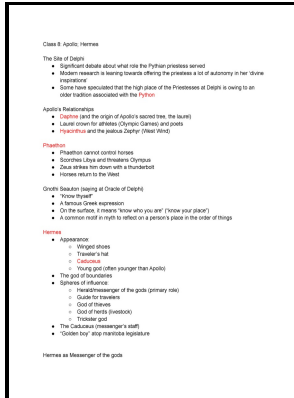 Class 8: Apollo; Hermes
The Site of Delphi
● Significant debate about what role the Pythian priestess served
● Modern research is leaning towards offering the priestess a lot of autonomy in her 'divine
inspirations'
● Some have speculated that the high place of the Priestesses at Delphi is owing to an
older tradition associated with the Python
Apollo's Relationships
● Daphne (and the origin of Apollo's sacred tree, the laurel)
● Laurel crown for athletes (Olympic Games) and poets
● Hyacinthus and the jealous Zephyr (West Wind)
Phaethon
● Phaethon cannot control horses
● Scorches Libya and threatens Olympus
● Zeus strikes him down with a thunderbolt
● Horses return to the West
Gnothi Seauton (saying at Oracle of Delphi)
● "Know thyself"
● A famous Greek expression
● On the surface, it means "know who you are" ("know your place")
● A common motif in myth to reflect on a person's place in the order of things
Hermes
● Appearance:
○ Winged shoes
○ Traveler's hat
○ Caduceus
○ Young god (often younger than Apollo)
● The god of boundaries
● Spheres of influence:
○ Herald/messenger of the gods (primary role)
○ Guide for travelers
○ God of thieves
○ God of herds (livestock)
○ Trickster god
● The Caduceus (messenger's staff)
● "Golden boy" atop manitoba legislature
Hermes as Messenger of the gods